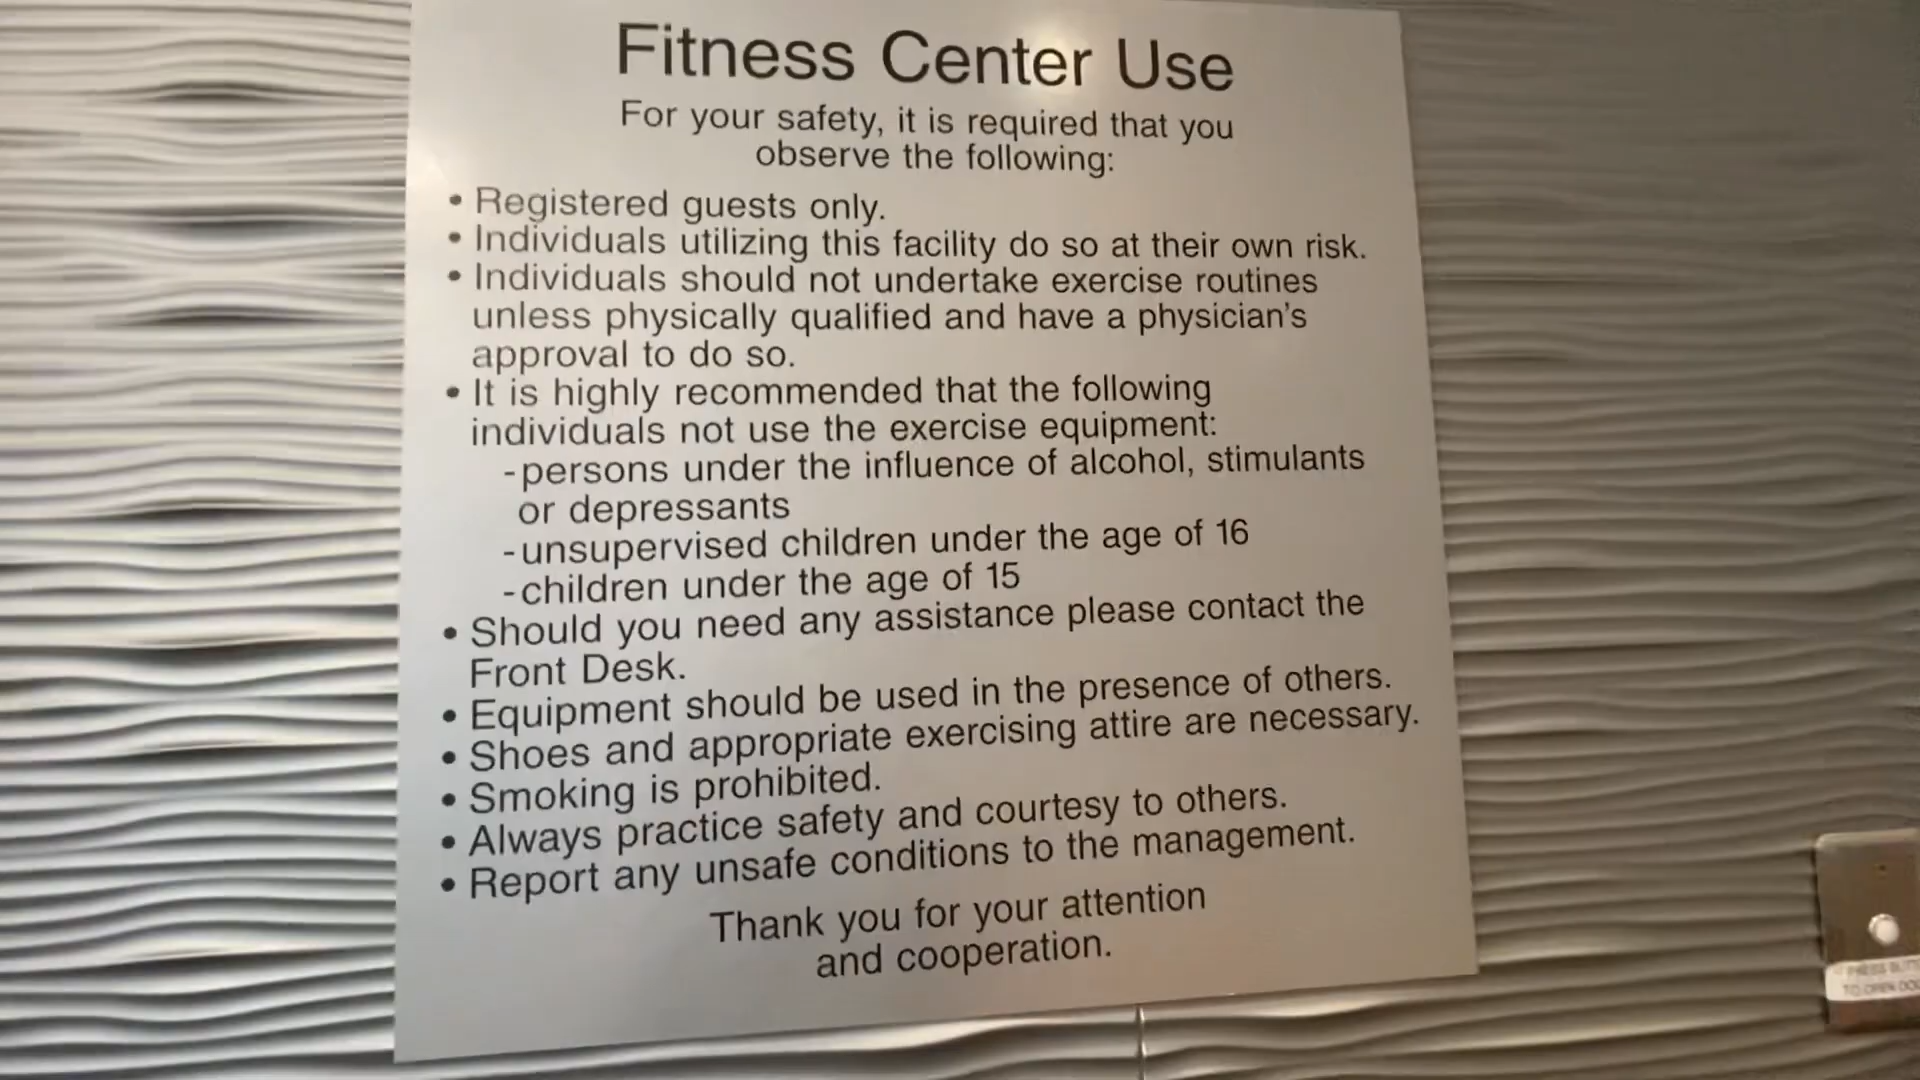 Fitness Center Use
For your safety, it is required that you
observe the following:
• Registered guests only.
• Individuals utilizing this facility do so at their own risk.
• Individuals should not undertake exercise routines
unless physically qualified and have a physician's
approval to do so.
• It is highly recommended that the following
individuals not use the exercise equipment:
-persons under the influence of alcohol, stimulants
or depressants
-unsupervised children under the age of 16
-children under the age of 15
• Should you need any assistance please contact the
Front Desk.
• Equipment should be used in the presence of others.
• Shoes and appropriate exercising attire are necessary.
• Smoking is prohibited.
• Always practice safety and courtesy to others.
• Report any unsafe conditions to the management.
Thank you for your attention
and cooperation.
PRESS
TO OPEN